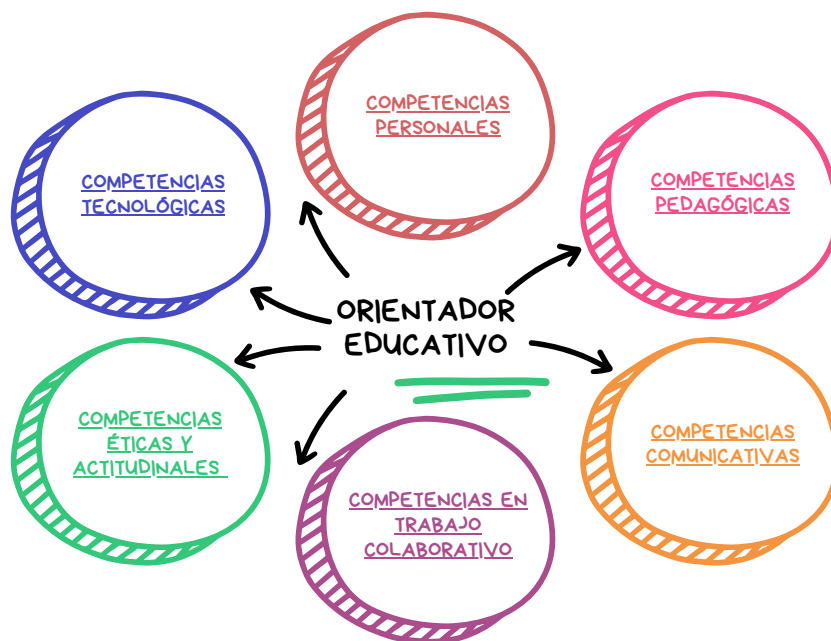 COMPETENCIAS
PERSONALES
COMPETENCIAS
TECNOLÓGICAS
COMPETENCIAS
PEDAGÓGICAS
ORIENTADOR
EDUCATIVO
COMPETENCIAS
ÉTICAS Y
ACTITUDINALES
COMPETENCIAS
COMUNICATIVAS
COMPETENCIAS EN
TRABAJO
COLABORATIVO